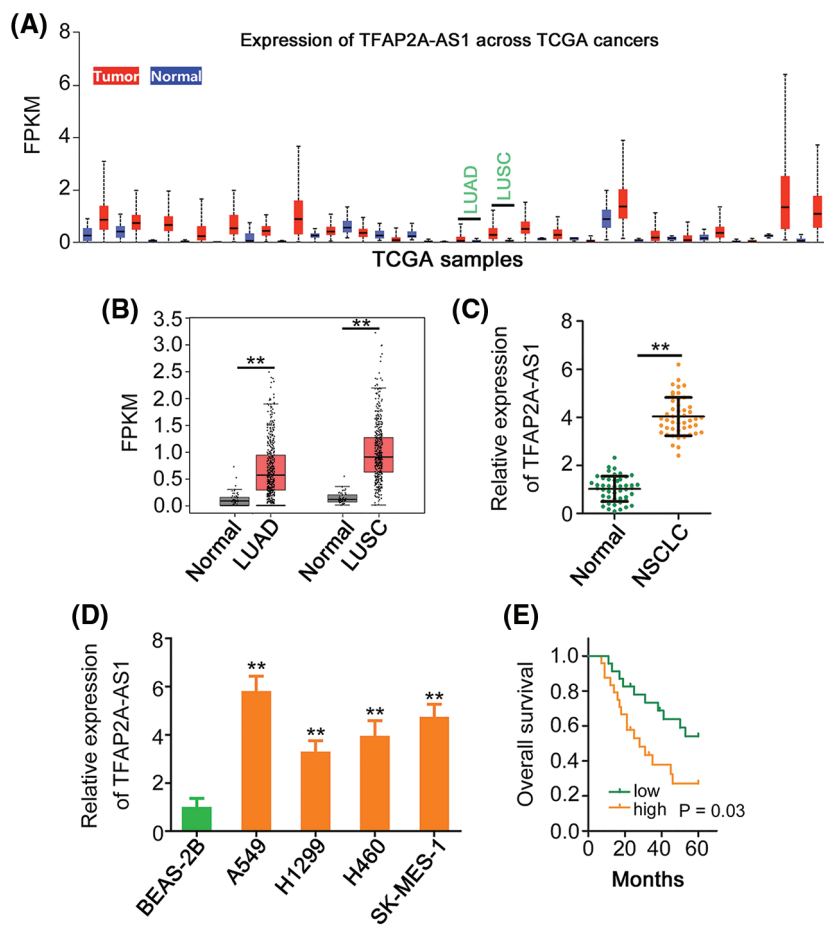 (A)
Expression of TFAP2A-AS1 across TCGA cancers
Tumor Normal
FPKM
8
6
4
2
0
LUAD
LUSC
TCGA samples
(B)
FPKM
3.5
3.0
2.5
2.0
1.5
1.0
0.5
0.0
**
**
Normal
LUAD
Normal
LUSC
(C)
Relative expression
of TFAP2A-AS1
8
6
4
2
0
**
Normal
NSCLC
(D)
Relative expression
of TFAP2A-AS1
8
6
4
2
0
**
**
**
**
BEAS-2B
A549
H1299
H460
SK-MES-1
(E)
Overall survival
1.0
0.8
0.6
0.4
0.2
0.0
low
high P = 0.03
0 20 40 60
Months